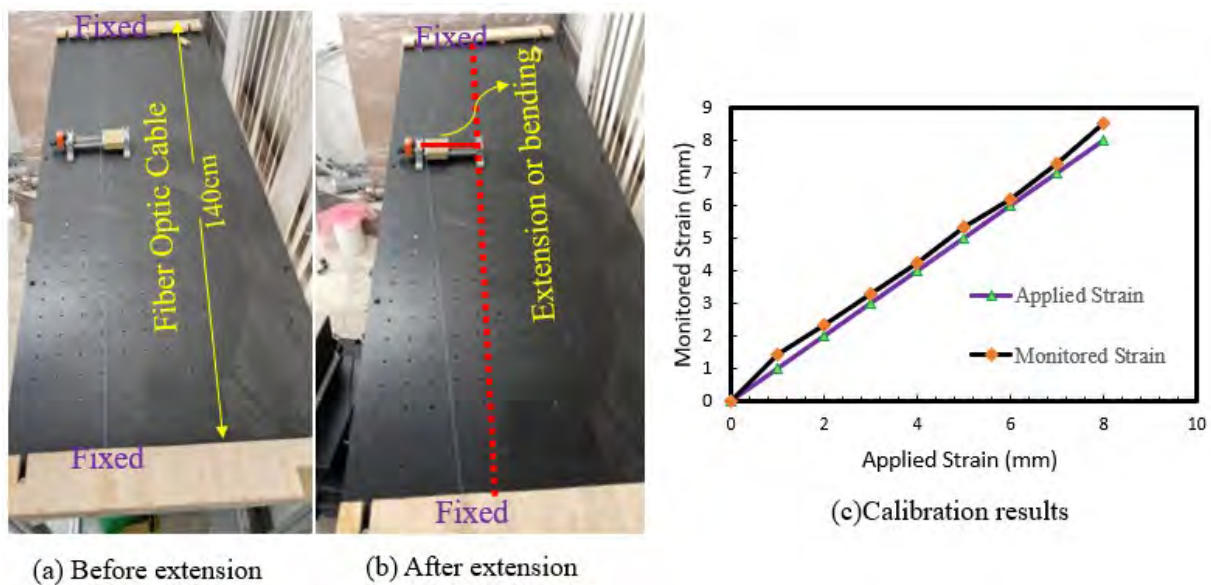 Fixed
Fiber Optic Cable
140cm
Fixed
(a) Before extension
Fixed
Extension or bending
Fixed
(b) After extension
9
8
7
6
5
4
3
2
1
0
Monitored Strain (mm)
Applied Strain
Monitored Strain
0 2 4 6 8 10
Applied Strain (mm)
(c)Calibration results